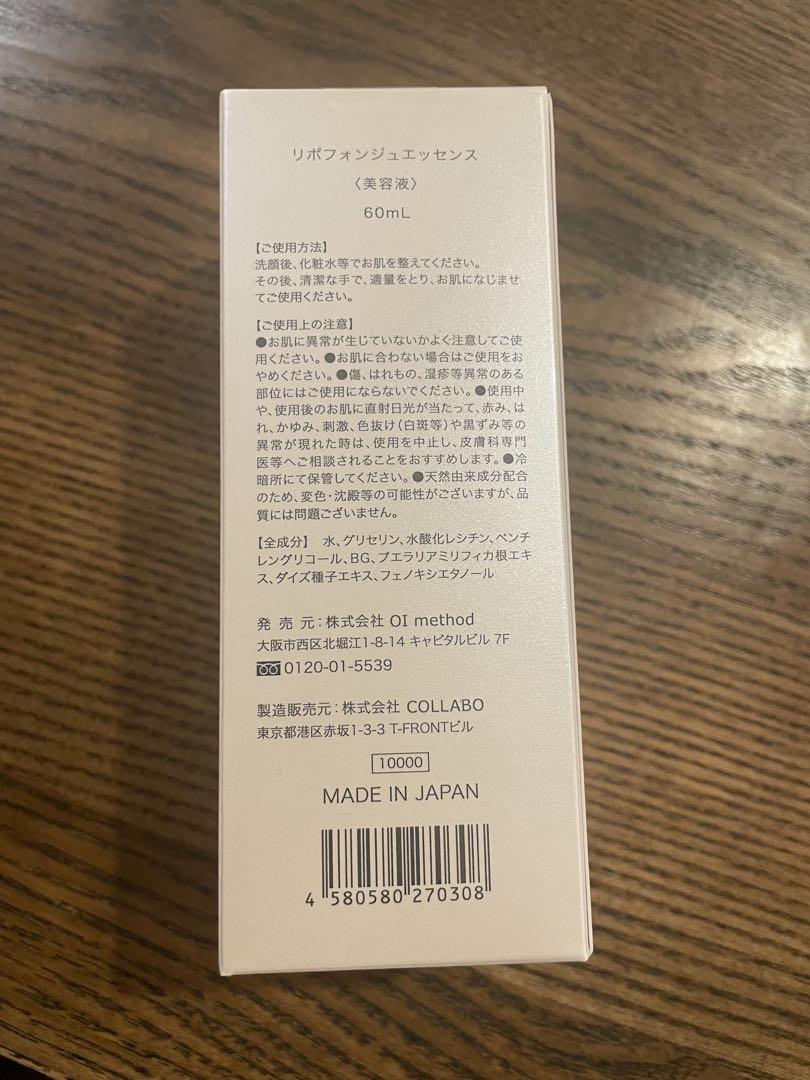 リポフォンジュエッセンス
〈美容液〉
60mL
【ご使用方法】
洗顔後、化粧水等でお肌を整えてください。
その後、清潔な手で、適量をとり、お肌になじませ
てご使用ください。
【ご使用上の注意】
●お肌に異常が生じていないかよく注意してご使
用ください。●お肌に合わない場合はご使用をお
やめください。●傷、はれもの、湿疹等異常のある
部位にはご使用にならないでください。●使用中
や、使用後のお肌に直射日光が当たって、赤み、は
れ、かゆみ、刺激、色抜け(白斑等)や黒ずみ等の
異常が現れた時は、使用を中止し、皮膚科専門
医等へご相談されることをおすすめします。●冷
暗所にて保管してください。●天然由来成分配合
のため、変色・沈殿等の可能性がございますが、品
質には問題ございません。
【全成分】 水、グリセリン、水酸化レシチン、ペンチ
レングリコール、BG、プエラリアミリフィカ根エキ
ス、ダイズ種子エキス、フェノキシエタノール
発 売 元:株式会社 OI method
大阪市西区北堀江1-8-14 キャピタルビル 7F
0120-01-5539
製造販売元:株式会社 COLLABO
東京都港区赤坂1-3-3 T-FRONTビル
10000
MADE IN JAPAN
4 580580 270308